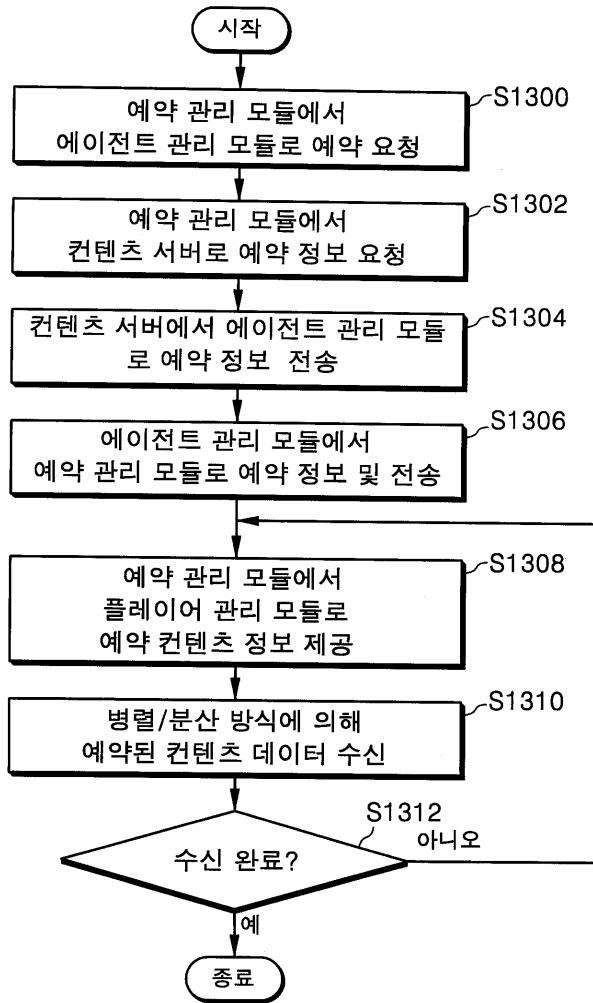 시작
S1300
예약 관리 모듈에서
에이전트 관리 모듈로 예약 요청
S1302
예약 관리 모듈에서
컨텐츠 서버로 예약 정보 요청
S1304
컨텐츠 서버에서 에이전트 관리 모듈
로 예약 정보 전송
S1306
에이전트 관리 모듈에서
예약 관리 모듈로 예약 정보 및 전송
S1308
예약 관리 모듈에서
플레이어 관리 모듈로
예약 컨텐츠 정보 제공
S1310
병렬/분산 방식에 의해
예약된 컨텐츠 데이터 수신
S1312
수신 완료?
아니오
예
종료